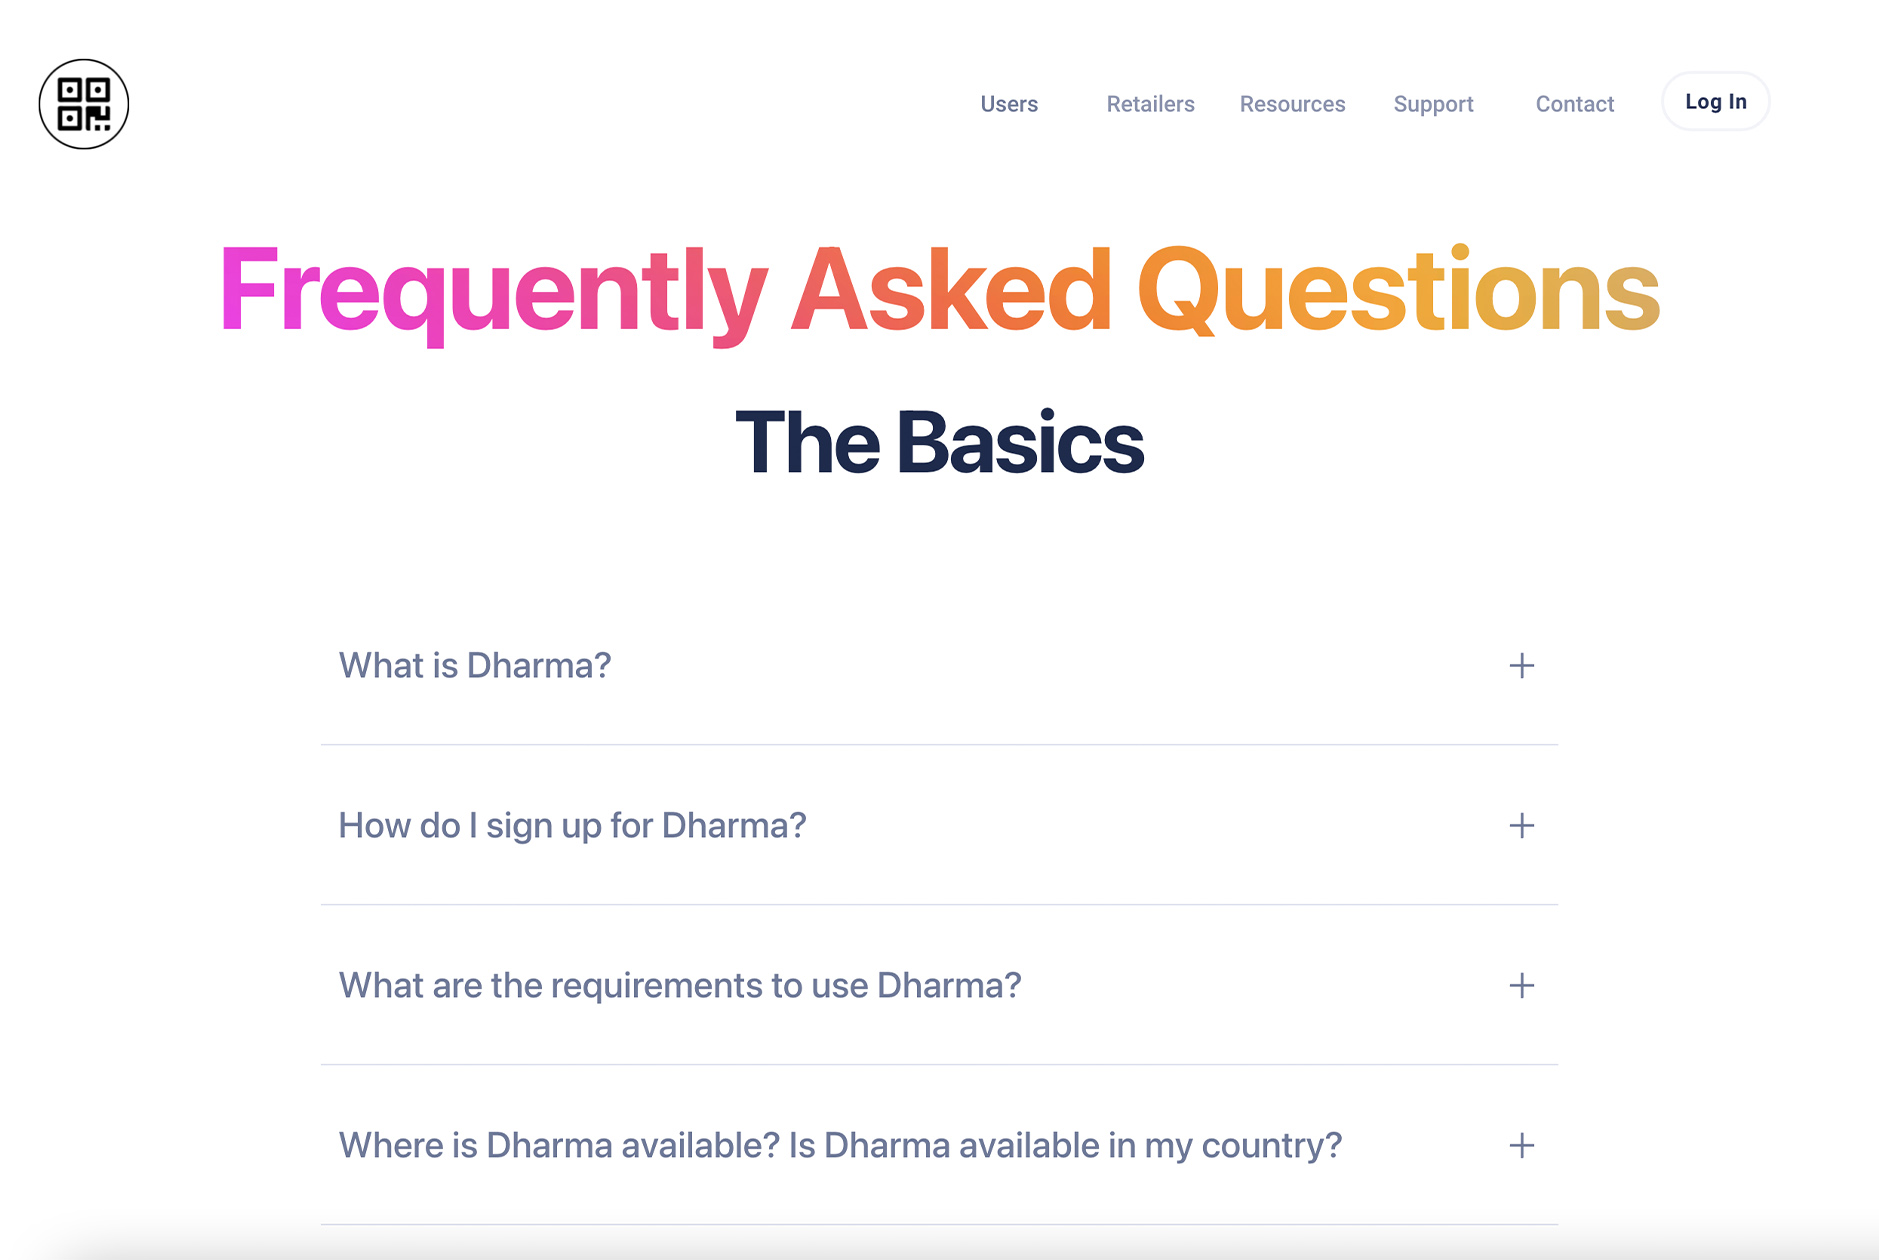 Users
Retailers
Resources
Support
Contact
Log In
Frequently Asked Questions
The Basics
What is Dharma?
How do I sign up for Dharma?
What are the requirements to use Dharma?
Where is Dharma available? Is Dharma available in my country?